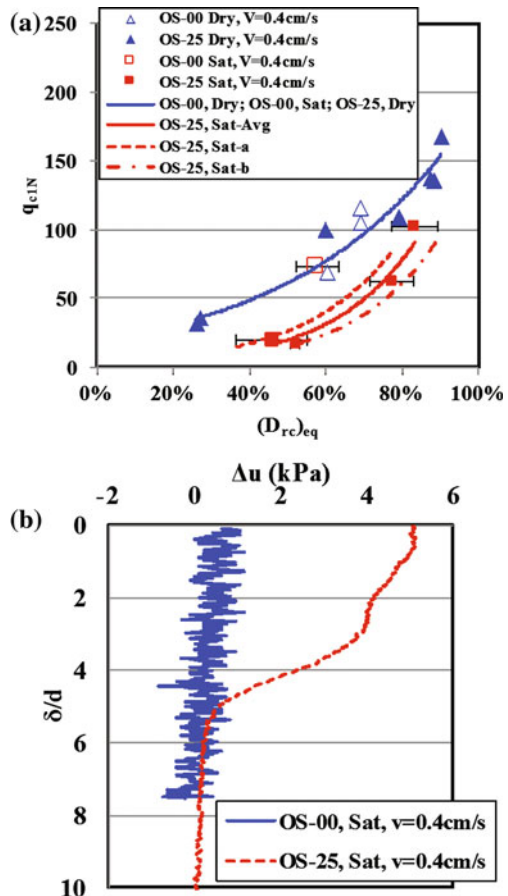 (a)
OS-00 Dry, V=0.4cm/s
OS-25 Dry, V=0.4cm/s
OS-00 Sat, V=0.4cm/s
OS-25 Sat, V=0.4cm/s
OS-00, Dry; OS-00, Sat; OS-25, Dry
OS-25, Sat-Avg
OS-25, Sat-a
OS-25, Sat-b
250
200
150
100
50
0
q_c1N
0% 20% 40% 60% 80% 100%
(D_rc)_eq
(b)
Δu (kPa)
-2 0 2 4 6
0
2
4
6
8
10
δ/d
OS-00, Sat, v=0.4cm/s
OS-25, Sat, v=0.4cm/s